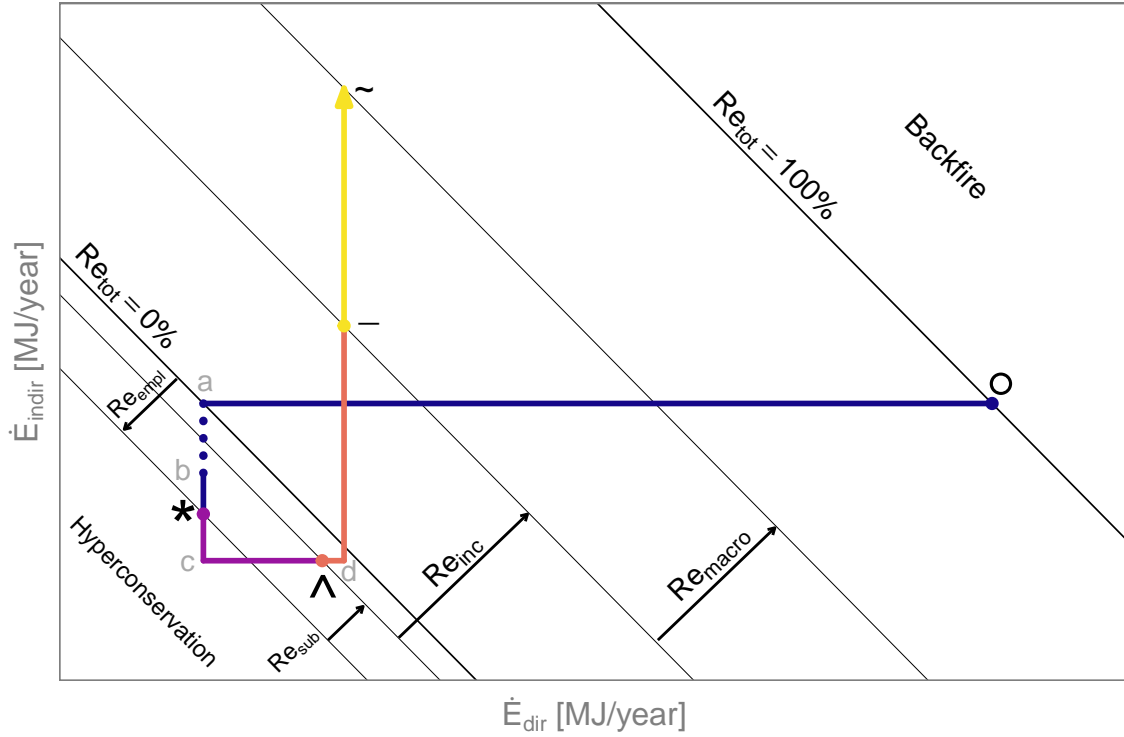 ~
Re_tot = 100%
Backfire
Re_tot = 0%
–
a
○
Re_empl
b
*
Hyperconservation
c
^
d
Re_sub
Re_inc
Re_macro
Ė_indir [MJ/year]
Ė_dir [MJ/year]